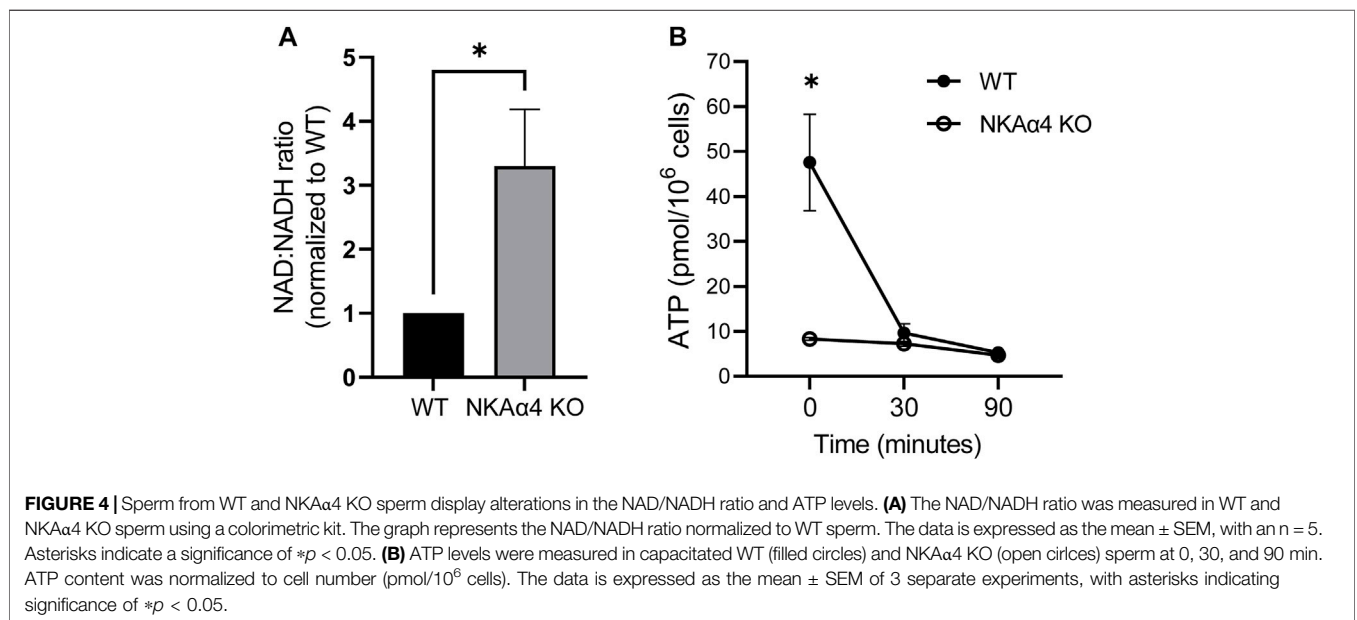 A
*
5
4
3
2
1
0
NAD:NADH ratio
(normalized to WT)
WT NKAα4 KO
B
70
60
50
40
30
20
10
0
ATP (pmol/10⁶ cells)
*
WT
NKAα4 KO
0 30 90
Time (minutes)
FIGURE 4 | Sperm from WT and NKAα4 KO sperm display alterations in the NAD/NADH ratio and ATP levels. (A) The NAD/NADH ratio was measured in WT and
NKAα4 KO sperm using a colorimetric kit. The graph represents the NAD/NADH ratio normalized to WT sperm. The data is expressed as the mean ± SEM, with an n = 5.
Asterisks indicate a significance of *p < 0.05. (B) ATP levels were measured in capacitated WT (filled circles) and NKAα4 KO (open cirlces) sperm at 0, 30, and 90 min.
ATP content was normalized to cell number (pmol/10⁶ cells). The data is expressed as the mean ± SEM of 3 separate experiments, with asterisks indicating
significance of *p < 0.05.